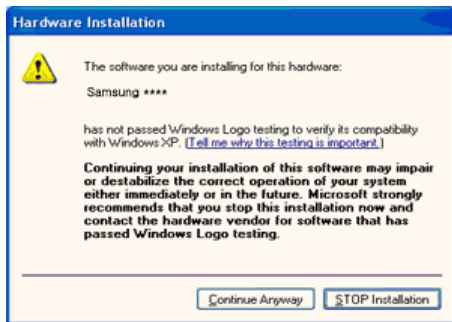 Hardware Installation
The software you are installing for this hardware:
Samsung ****
has not passed Windows Logo testing to verify its compatibility
with Windows XP. (Tell me why this testing is important.)
Continuing your installation of this software may impair
or destabilize the correct operation of your system
either immediately or in the future. Microsoft strongly
recommends that you stop this installation now and
contact the hardware vendor for software that has
passed Windows Logo testing.
Continue Anyway
STOP Installation